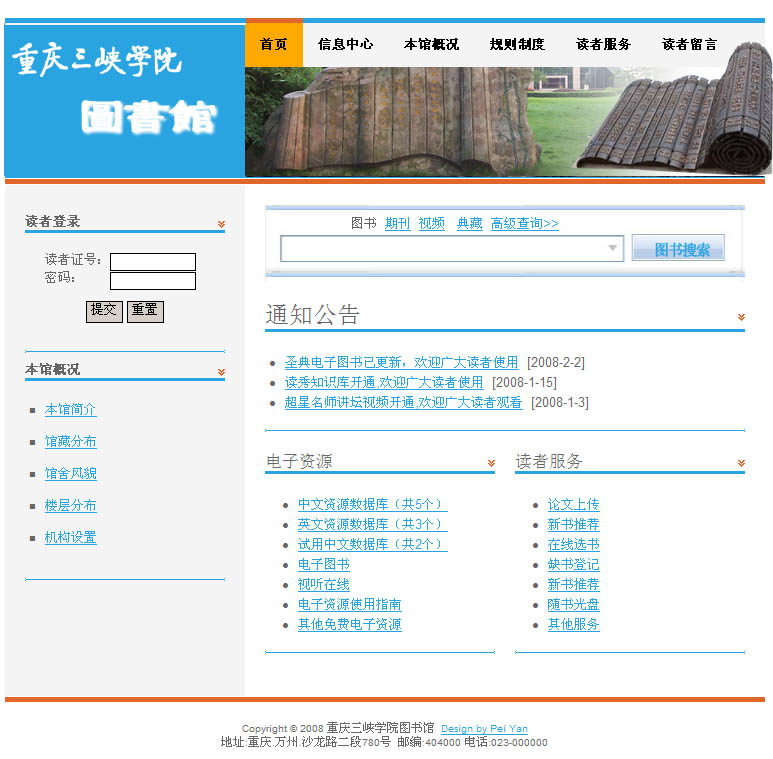 重庆三峡学院
圖書館
首页 信息中心 本馆概况 规则制度 读者服务 读者留言
读者登录
读者证号：
密码：
提交 重置
本馆概况
本馆简介
馆藏分布
馆舍风貌
楼层分布
机构设置
图书 期刊 视频 典藏 高级查询>>
图书搜索
通知公告
圣典电子图书已更新，欢迎广大读者使用 [2008-2-2]
读秀知识库开通,欢迎广大读者使用 [2008-1-15]
超星名师讲坛视频开通,欢迎广大读者观看 [2008-1-3]
电子资源
中文资源数据库（共5个）
英文资源数据库（共3个）
试用中文数据库（共2个）
电子图书
视听在线
电子资源使用指南
其他免费电子资源
读者服务
论文上传
新书推荐
在线选书
缺书登记
新书推荐
随书光盘
其他服务
Copyright © 2008 重庆三峡学院图书馆 Design by Pei Yan
地址:重庆.万州.沙龙路二段780号 邮编:404000 电话:023-000000